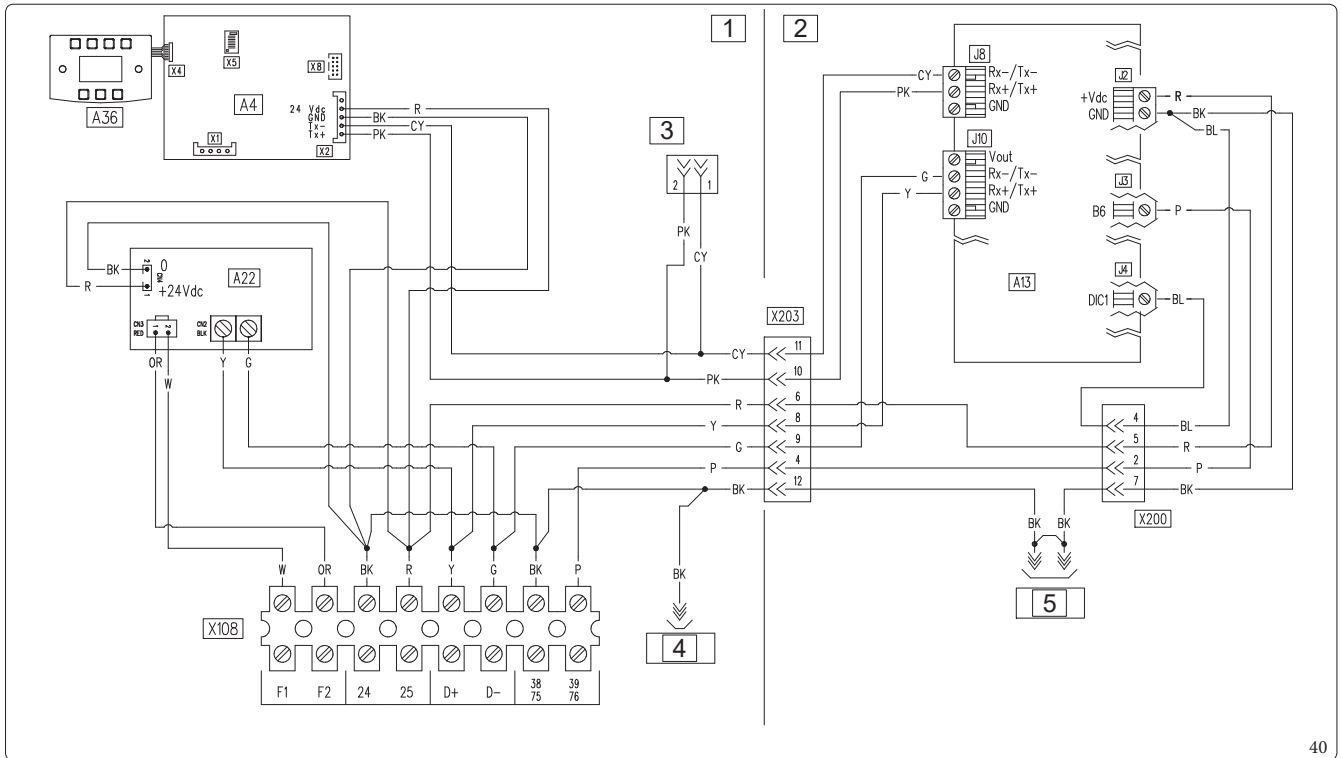 1
2
X4
X5
X8
A4
A36
24 Vdc
GND
Tx-
Tx+
X2
X1
R
BK
CY
PK
3
2 1
PK
CY
J8
CY Rx-/Tx-
PK Rx+/Tx+
GND
J10
Vout
G Rx-/Tx-
Y Rx+/Tx+
GND
J2
+Vdc R
GND BK
BL
J3
B6 P
J4
DIC1 BL
A13
BK
R
2
CN4
1
0
+24Vdc
A22
CN3
RED
1 2
CN2
BLK
OR
W
Y
G
X203
CY 11
PK 10
R 6
Y 8
G 9
P 4
BK 12
4 BL
5 R
2 P
7 BK
X200
BK
4
BK BK
5
W OR BK R Y G BK P
X108
F1 F2 24 25 D+ D- 38 39
75 76
40